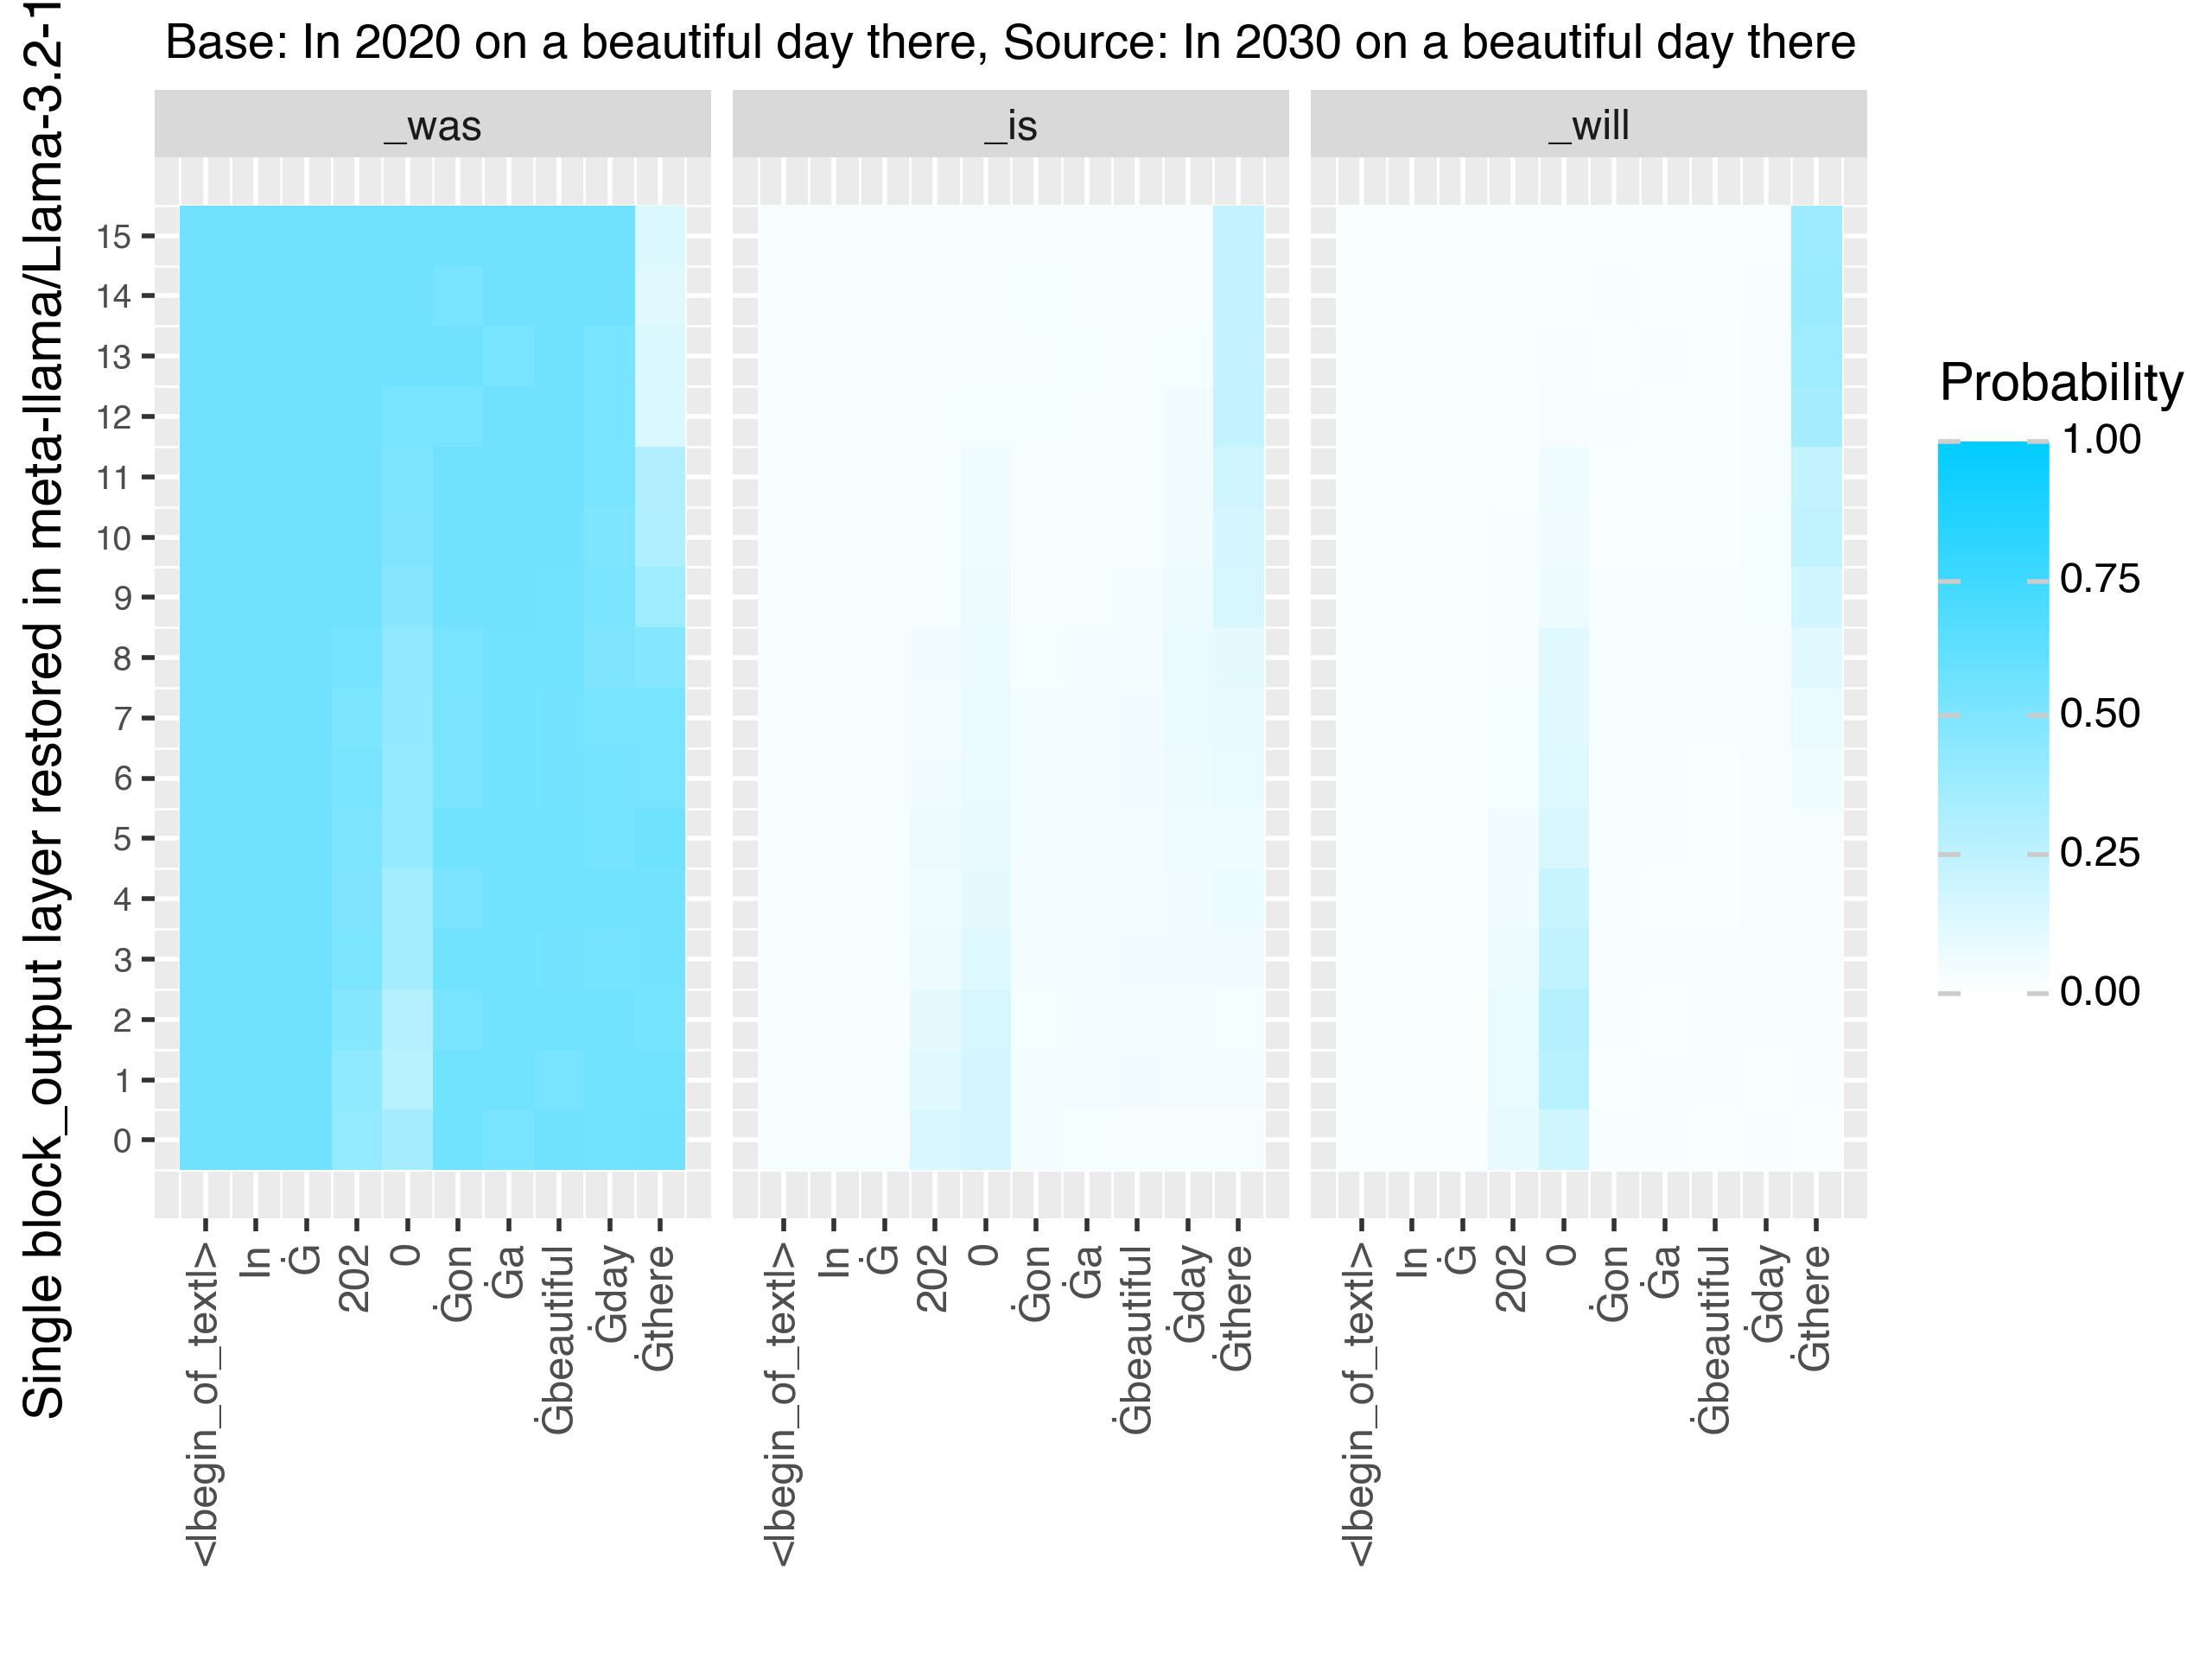 Base: In 2020 on a beautiful day there, Source: In 2030 on a beautiful day there
Single block_output layer restored in meta-llama/Llama-3.2-1
_was
_is
_will
15
14
13
12
11
10
9
8
7
6
5
4
3
2
1
0
<|begin_of_text|>
In
Ġ
202
0
Ġon
Ġa
Ġbeautiful
Ġday
Ġthere
<|begin_of_text|>
In
Ġ
202
0
Ġon
Ġa
Ġbeautiful
Ġday
Ġthere
<|begin_of_text|>
In
Ġ
202
0
Ġon
Ġa
Ġbeautiful
Ġday
Ġthere
Probability
1.00
0.75
0.50
0.25
0.00